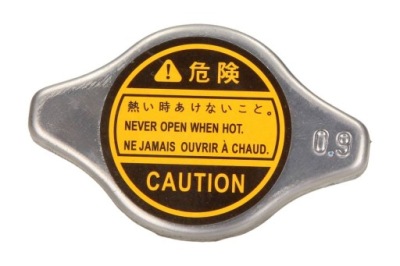 危険
熱い時あけないこと。
NEVER OPEN WHEN HOT.
NE JAMAIS OUVRIR À CHAUD.
CAUTION
0.9